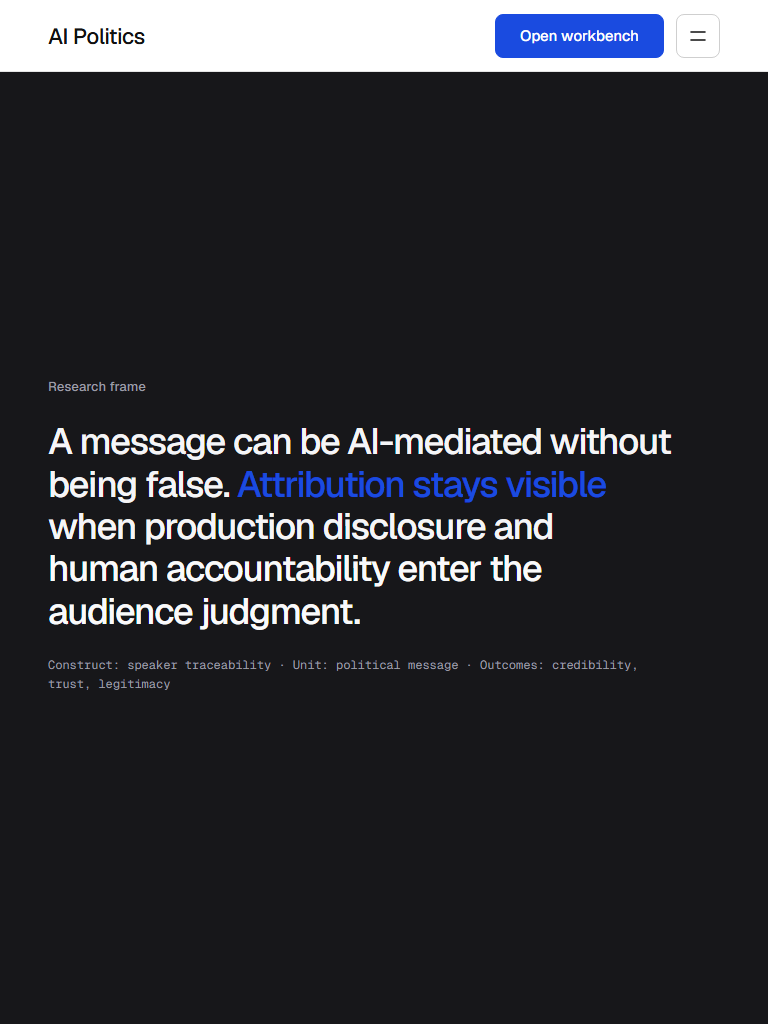 AI Politics
Open workbench
Research frame
A message can be AI-mediated without
being false. Attribution stays visible
when production disclosure and
human accountability enter the
audience judgment.
Construct: speaker traceability · Unit: political message · Outcomes: credibility,
trust, legitimacy